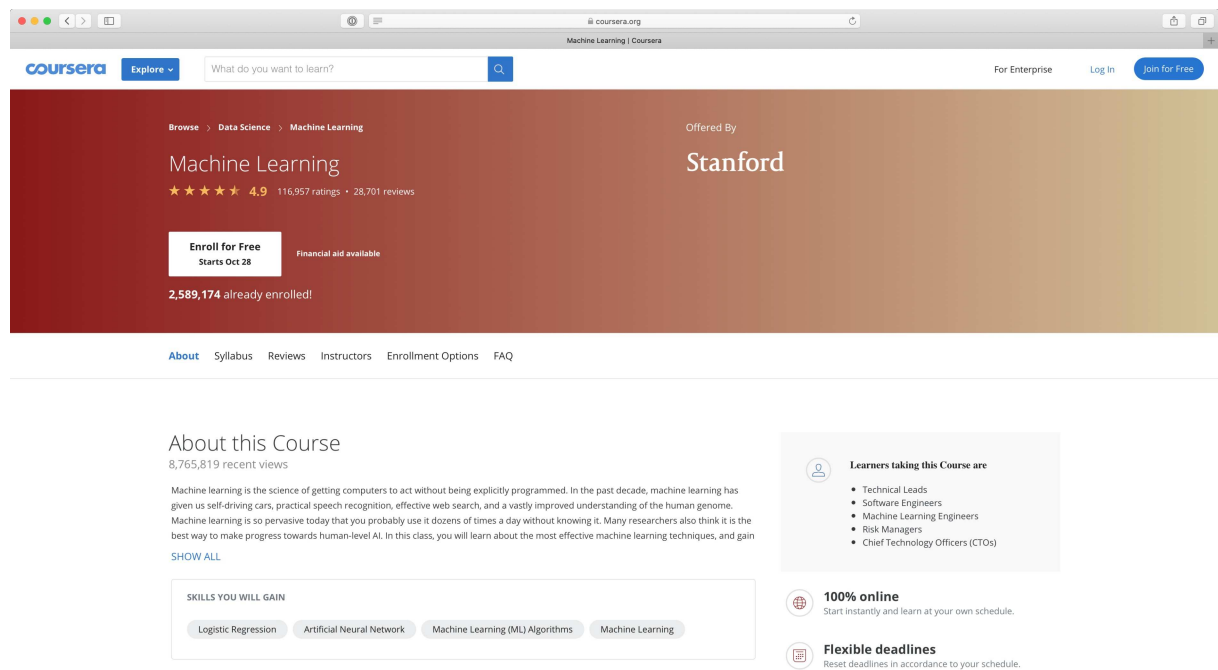 coursera.org
Machine Learning | Coursera
coursera
Explore
What do you want to learn?
For Enterprise
Log In
Join for Free
Browse > Data Science > Machine Learning
Offered By
Machine Learning
Stanford
4.9 116,957 ratings • 28,701 reviews
Enroll for Free
Starts Oct 28
Financial aid available
2,589,174 already enrolled!
About Syllabus Reviews Instructors Enrollment Options FAQ
About this Course
8,765,819 recent views
Machine learning is the science of getting computers to act without being explicitly programmed. In the past decade, machine learning has
given us self-driving cars, practical speech recognition, effective web search, and a vastly improved understanding of the human genome.
Machine learning is so pervasive today that you probably use it dozens of times a day without knowing it. Many researchers also think it is the
best way to make progress towards human-level AI. In this class, you will learn about the most effective machine learning techniques, and gain
SHOW ALL
SKILLS YOU WILL GAIN
Logistic Regression
Artificial Neural Network
Machine Learning (ML) Algorithms
Machine Learning
Learners taking this Course are
• Technical Leads
• Software Engineers
• Machine Learning Engineers
• Risk Managers
• Chief Technology Officers (CTOs)
100% online
Start instantly and learn at your own schedule.
Flexible deadlines
Reset deadlines in accordance to your schedule.